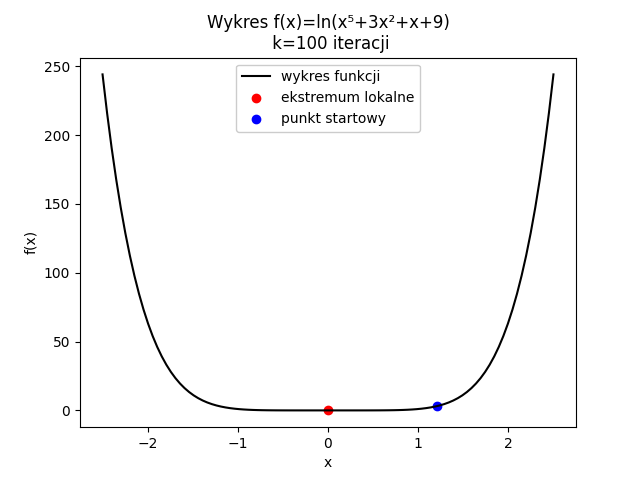 Wykres f(x)=ln(x⁵+3x²+x+9)
k=100 iteracji
wykres funkcji
ekstremum lokalne
punkt startowy
250
200
150
100
50
0
f(x)
−2
−1
0
1
2
x